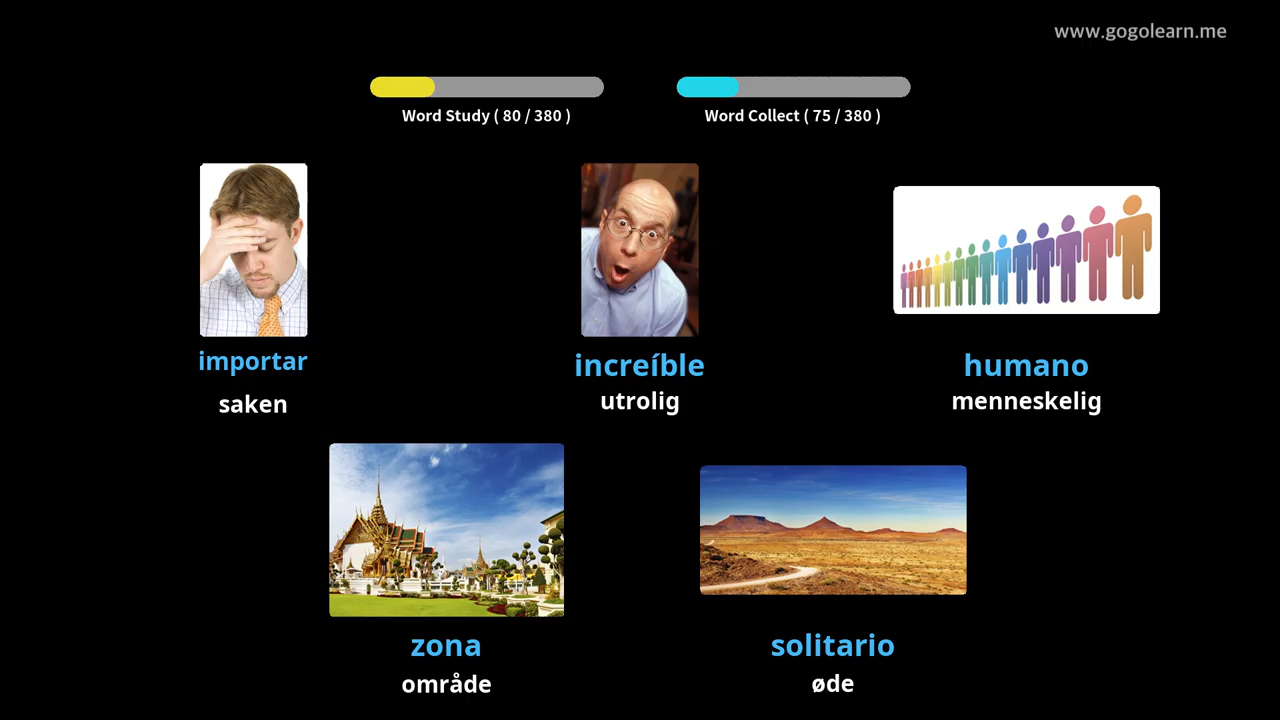 www.gogolearn.me
Word Study ( 80 / 380 )
Word Collect ( 75 / 380 )
importar
saken
increíble
utrolig
humano
menneskelig
zona
område
solitario
øde